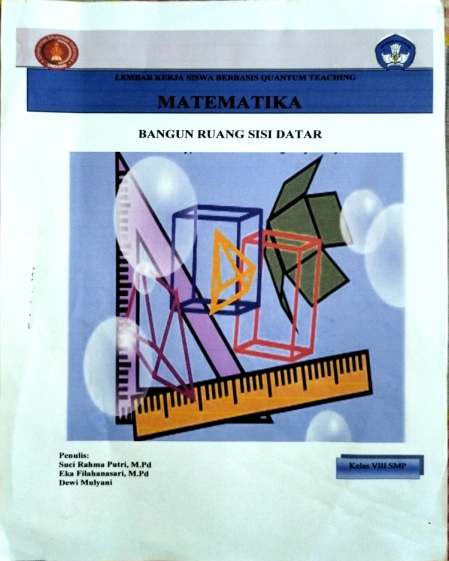 LEMBAR KERJA SISWA BERBASIS QUANTUM TEACHING
MATEMATIKA
BANGUN RUANG SISI DATAR
Penulis:
Suci Rahma Putri, M.Pd
Eka Filahanasari, M.Pd
Dewi Mulyani
Kelas VIII SMP